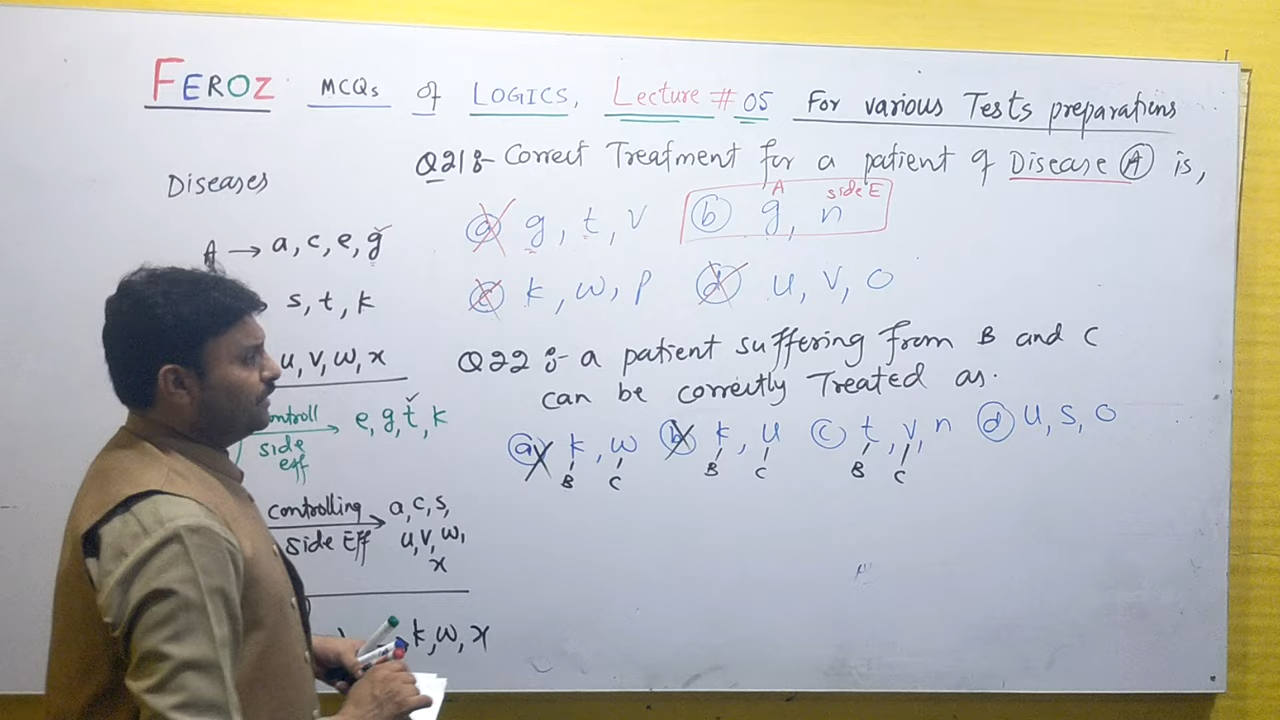 FEROZ MCQs of LOGICS, Lecture # 05 For various Tests preparations
Q21:- Correct Treatment for a patient of Disease A is,
a g, t, v b g, n
A side E
c k, w, p d u, v, o
Q22:- a patient suffering from B and C
can be correctly Treated as.
a k, w b k, u c t, v, n d u, s, o
B C B C B C
Diseases
A → a, c, e, g
s, t, k
u, v, w, x
controll
side
eff
e, g, t, k
controlling
side Eff
a, c, s,
u, v, w,
x
k, w, x